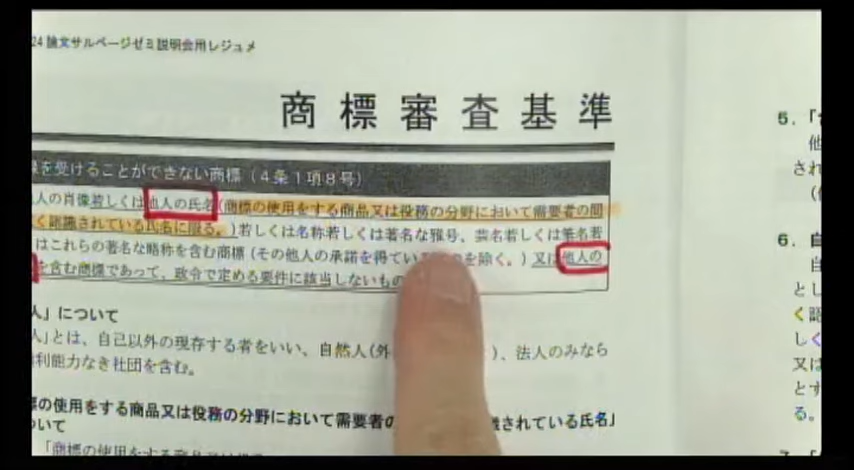 24 論文サルベージゼミ説明会用レジュメ
商標審査基準
を受けることができない商標(4条1項8号)
人の肖像若しくは他人の氏名(商標の使用をする商品又は役務の分野において需要者の間
く認識されている氏名に限る。)若しくは名称若しくは著名な雅号、芸名若しくは筆名若
はこれらの著名な略称を含む商標(その他人の承諾を得てい を除く。)又は他人の
を含む商標であって、政令で定める要件に該当しないもの
人」について
人」とは、自己以外の現存する者をいい、自然人(外 )、法人のみなら
利能力なき社団を含む。
の使用をする商品又は役務の分野において需要者の 識されている氏名」
いて
「商標の使用をする商品又は役務
5.「
他
され
6.自
自
とし
く認
しく
又は
とす
る。